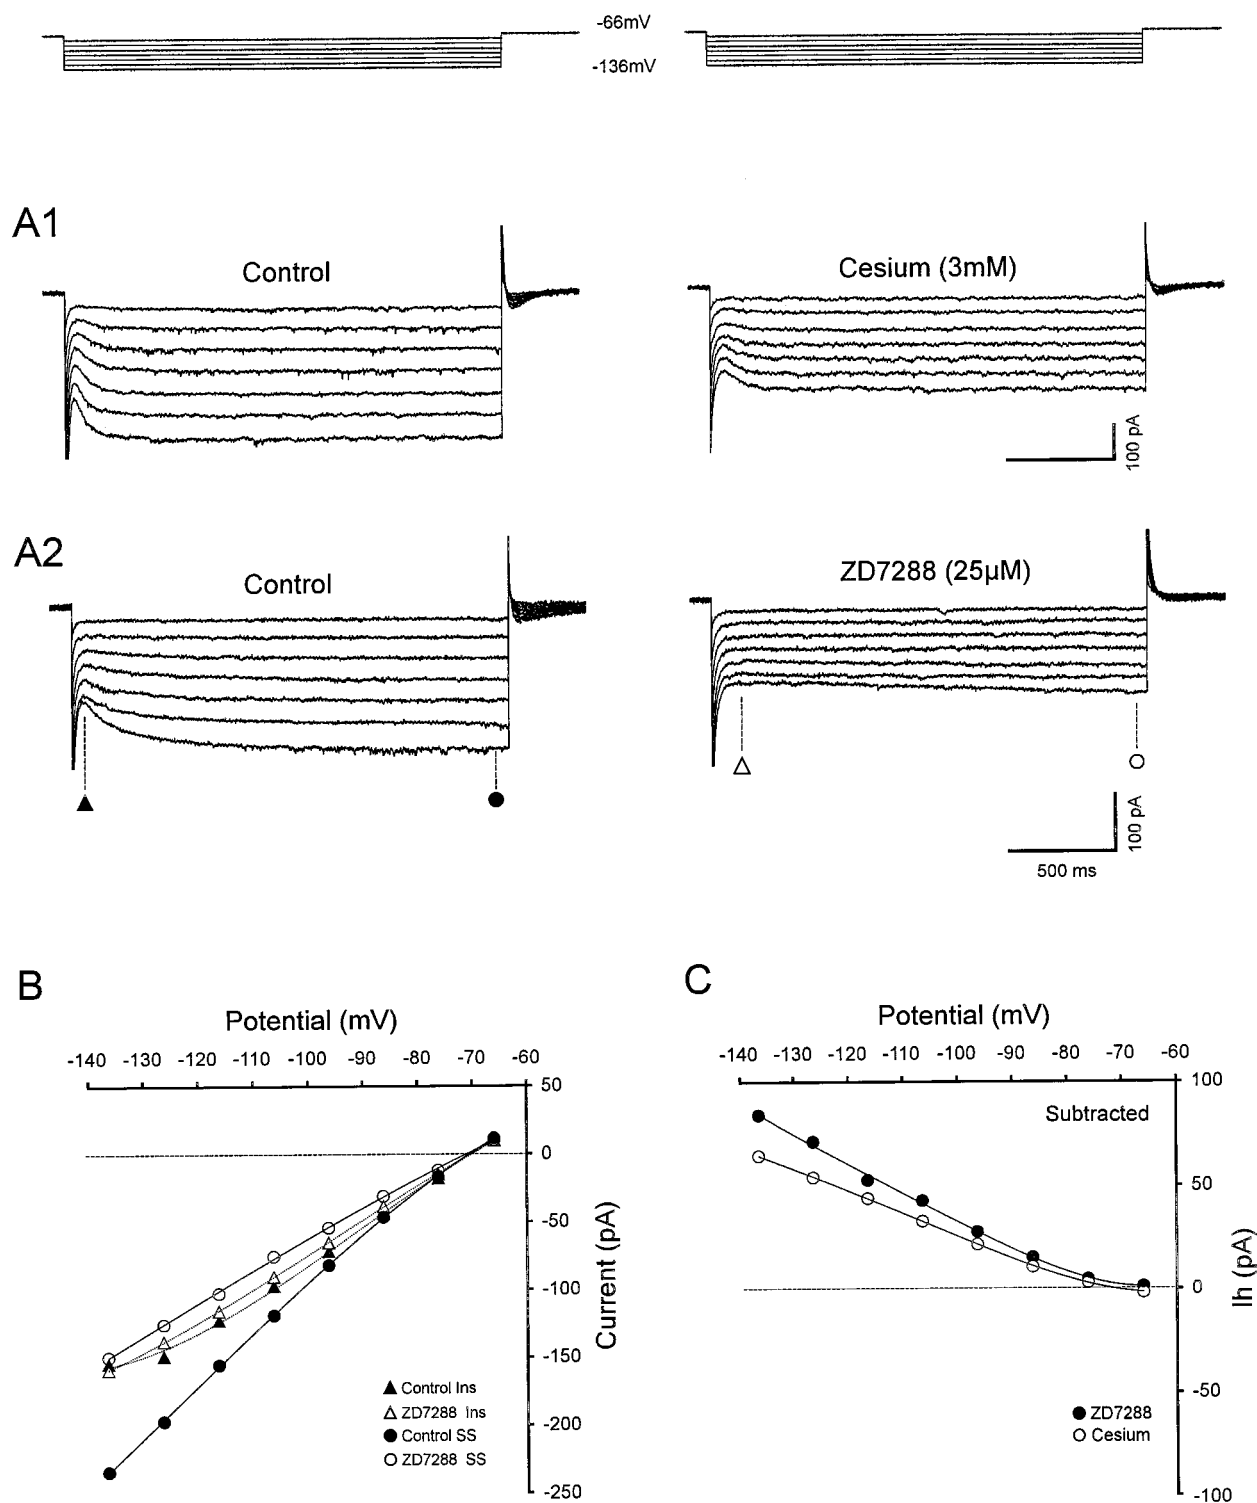 -66mV
-136mV
A1
Control
Cesium (3mM)
100 pA
A2
Control
ZD7288 (25µM)
100 pA
500 ms
B
Potential (mV)
-140 -130 -120 -110 -100 -90 -80 -70 -60
50
0
-50
-100
-150
-200
-250
Current (pA)
Control Ins
ZD7288 Ins
Control SS
ZD7288 SS
C
Potential (mV)
-140 -130 -120 -110 -100 -90 -80 -70 -60
100
Subtracted
50
0
-50
-100
Ih (pA)
ZD7288
Cesium